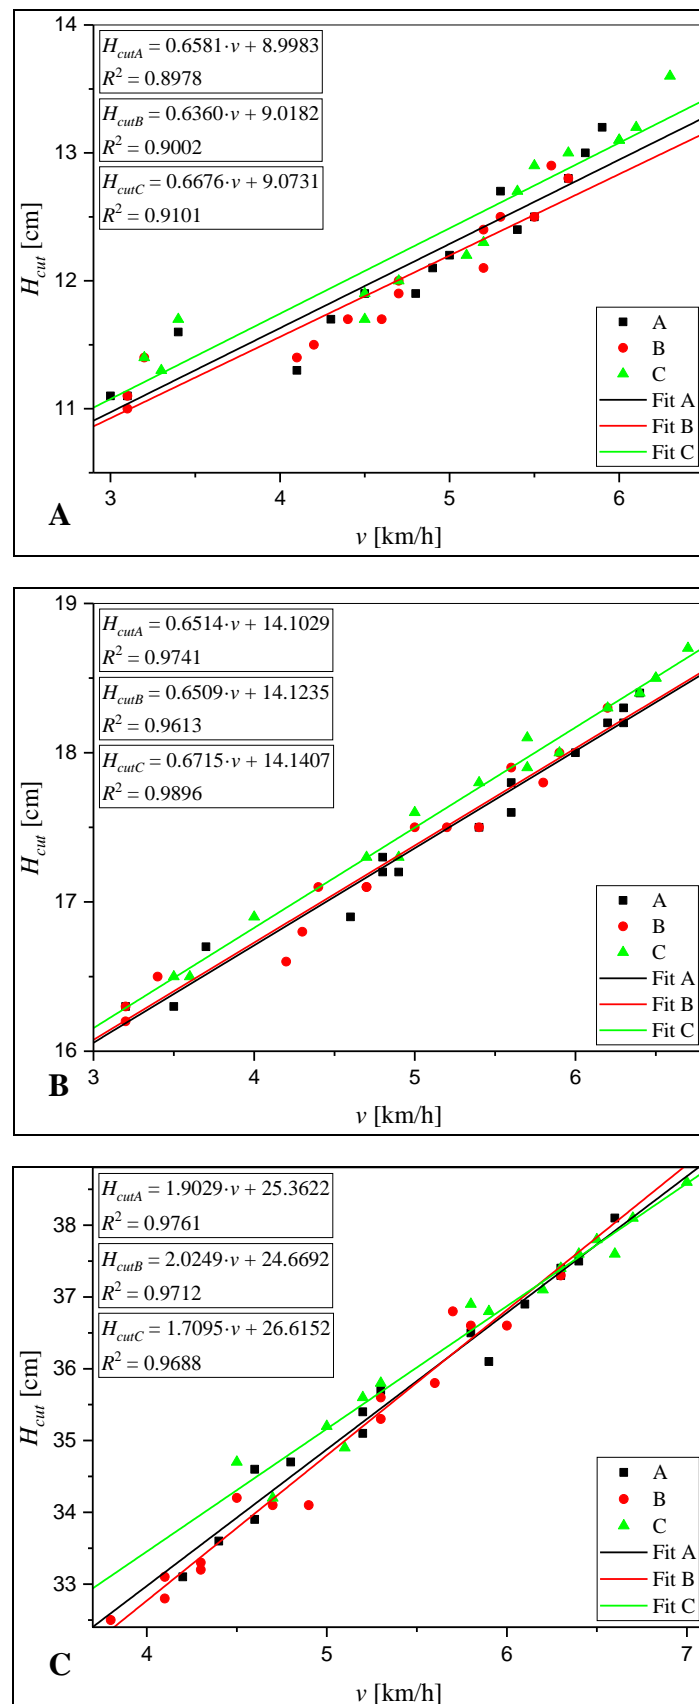 14
13
12
11
H_cut [cm]
H_cutA = 0.6581·v + 8.9983
R² = 0.8978
H_cutB = 0.6360·v + 9.0182
R² = 0.9002
H_cutC = 0.6676·v + 9.0731
R² = 0.9101
A
B
C
Fit A
Fit B
Fit C
3 4 5 6
A
v [km/h]
19
18
17
16
H_cut [cm]
H_cutA = 0.6514·v + 14.1029
R² = 0.9741
H_cutB = 0.6509·v + 14.1235
R² = 0.9613
H_cutC = 0.6715·v + 14.1407
R² = 0.9896
A
B
C
Fit A
Fit B
Fit C
3 4 5 6
B
v [km/h]
38
37
36
35
34
33
H_cut [cm]
H_cutA = 1.9029·v + 25.3622
R² = 0.9761
H_cutB = 2.0249·v + 24.6692
R² = 0.9712
H_cutC = 1.7095·v + 26.6152
R² = 0.9688
A
B
C
Fit A
Fit B
Fit C
4 5 6 7
C
v [km/h]